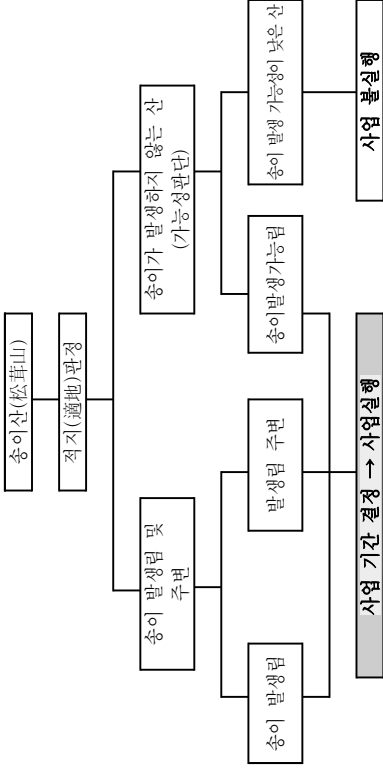 송이산(松茸山)
적지(適地)판정
송이 발생림 및
주변
송이가 발생하지 않는 산
(가능성판단)
송이 발생림
발생림 주변
송이발생가능림
송이 발생 가능성이 낮은 산
사업 기간 결정 → 사업실행
사업 불실행